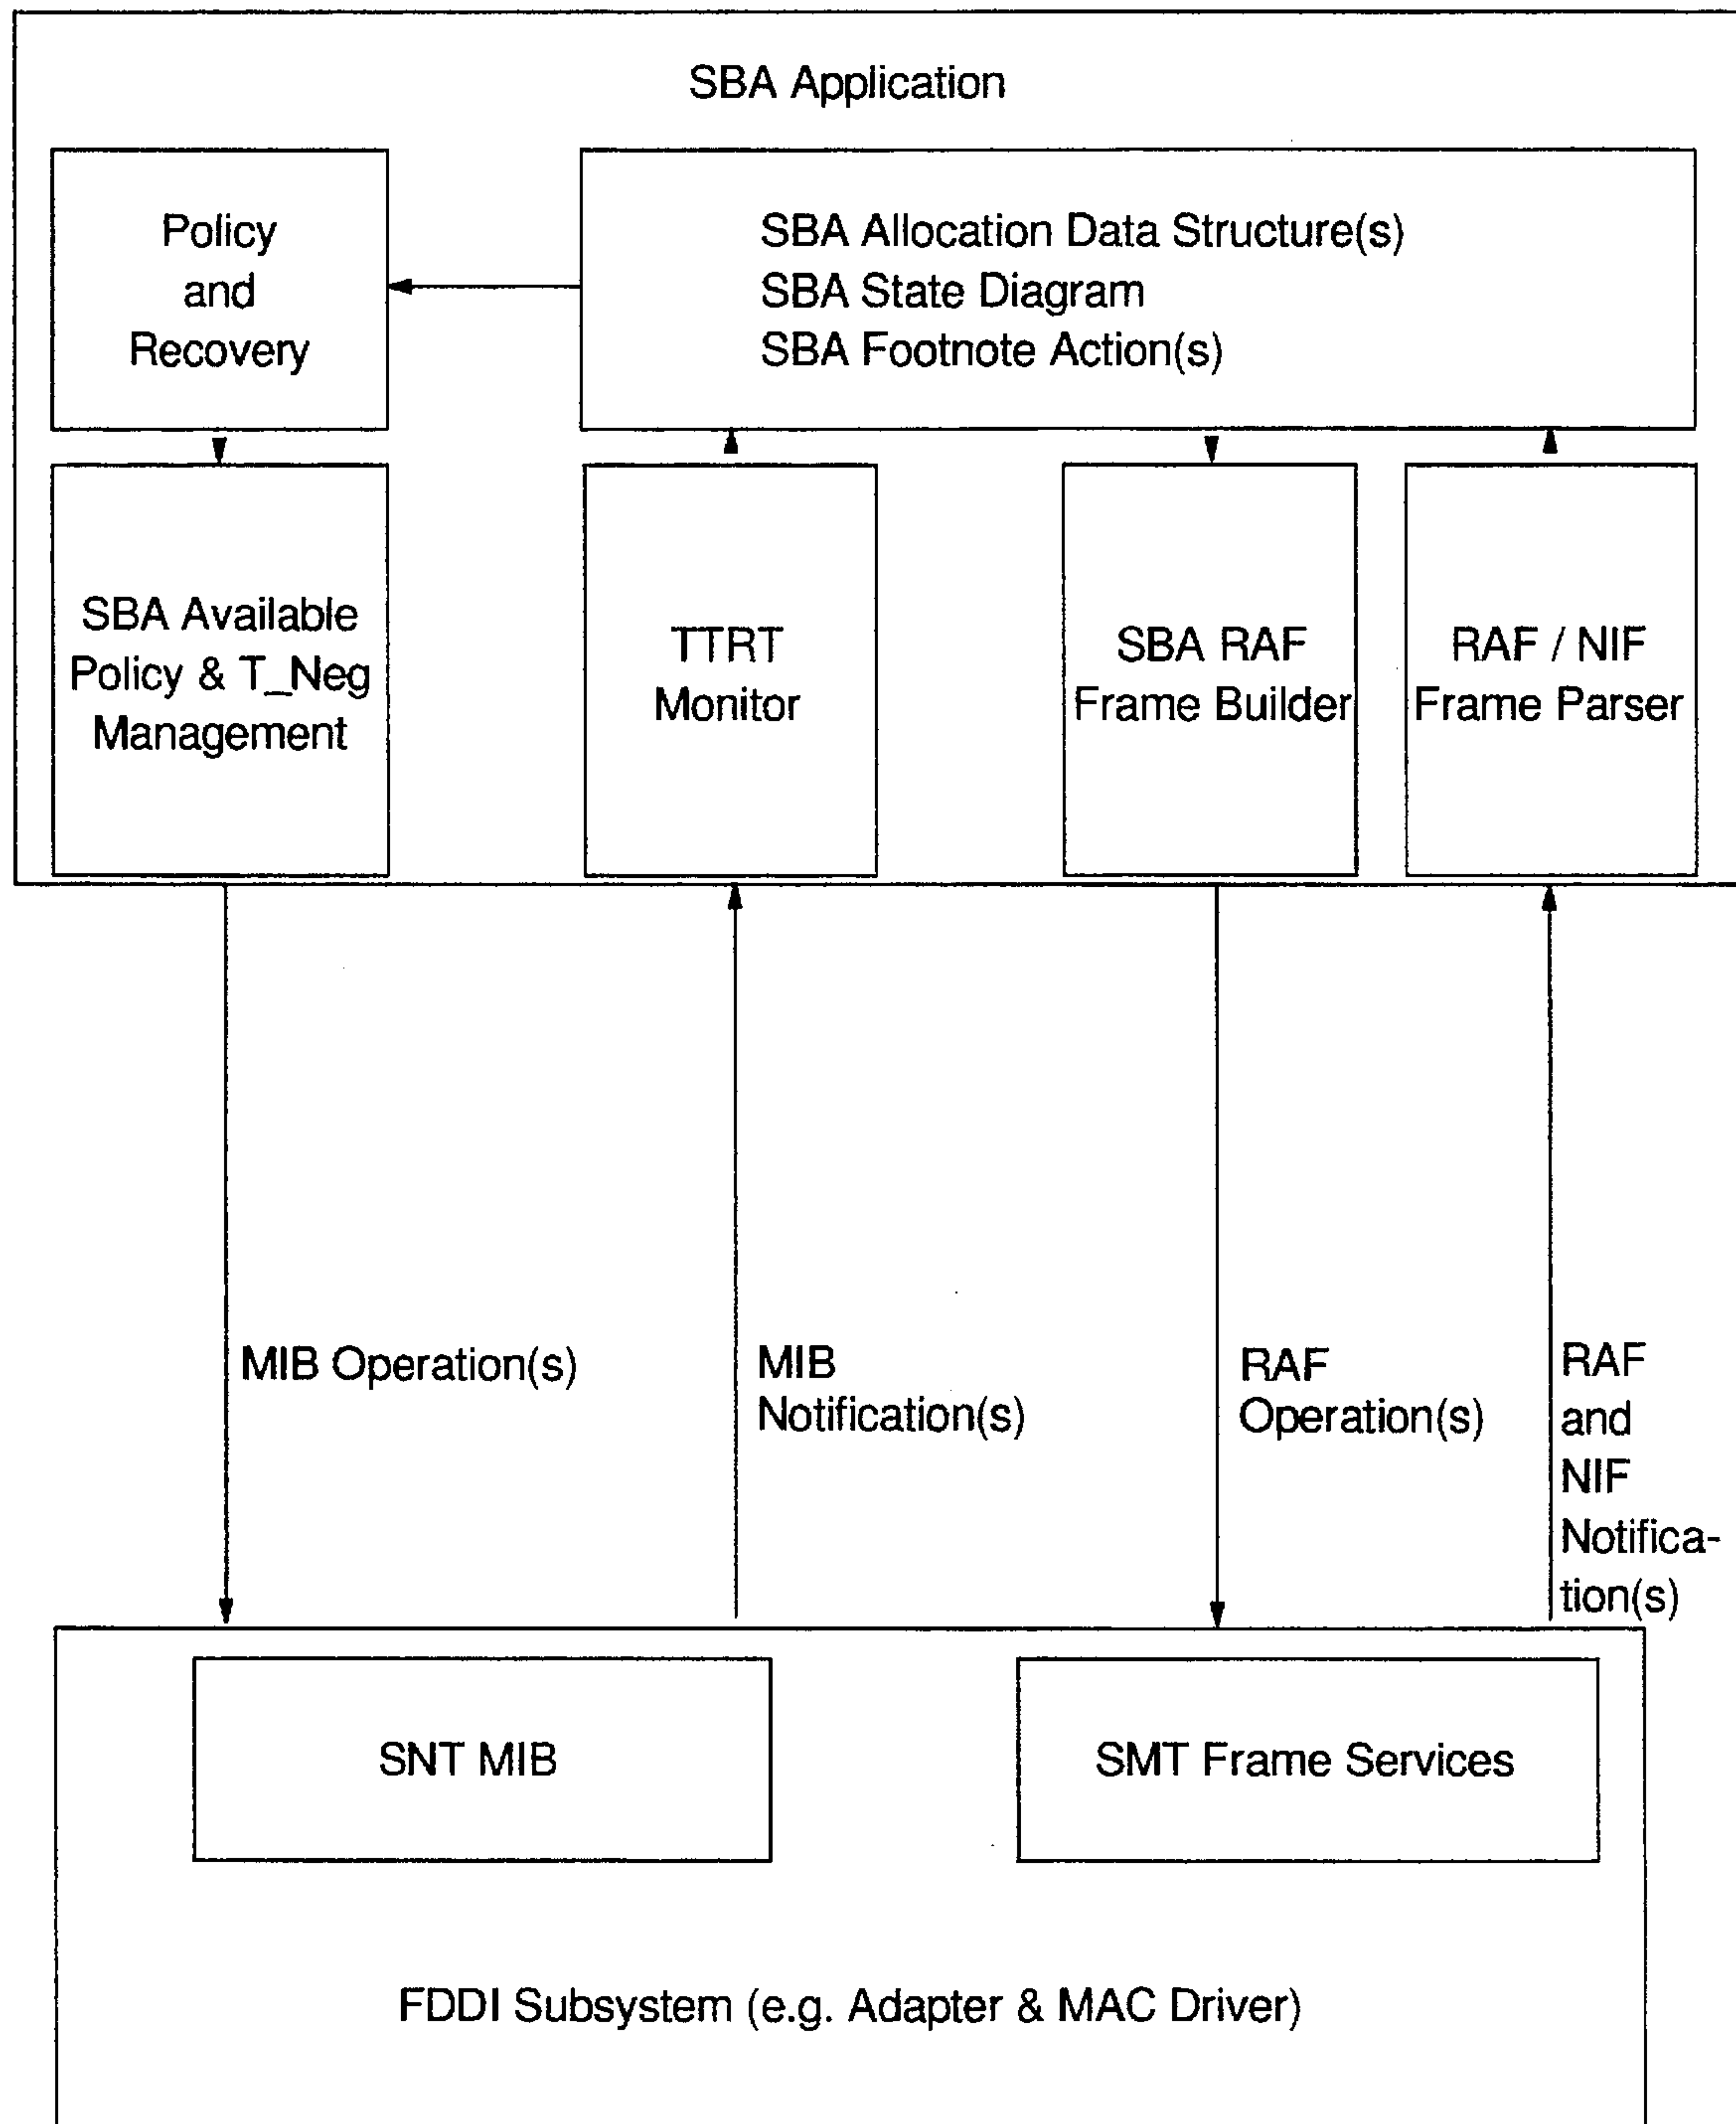 SBA Application
Policy
and
Recovery
SBA Allocation Data Structure(s)
SBA State Diagram
SBA Footnote Action(s)
SBA Available
Policy & T_Neg
Management
TTRT
Monitor
SBA RAF
Frame Builder
RAF / NIF
Frame Parser
MIB Operation(s)
MIB
Notification(s)
RAF
Operation(s)
RAF
and
NIF
Notifica-
tion(s)
SNT MIB
SMT Frame Services
FDDI Subsystem (e.g. Adapter & MAC Driver)